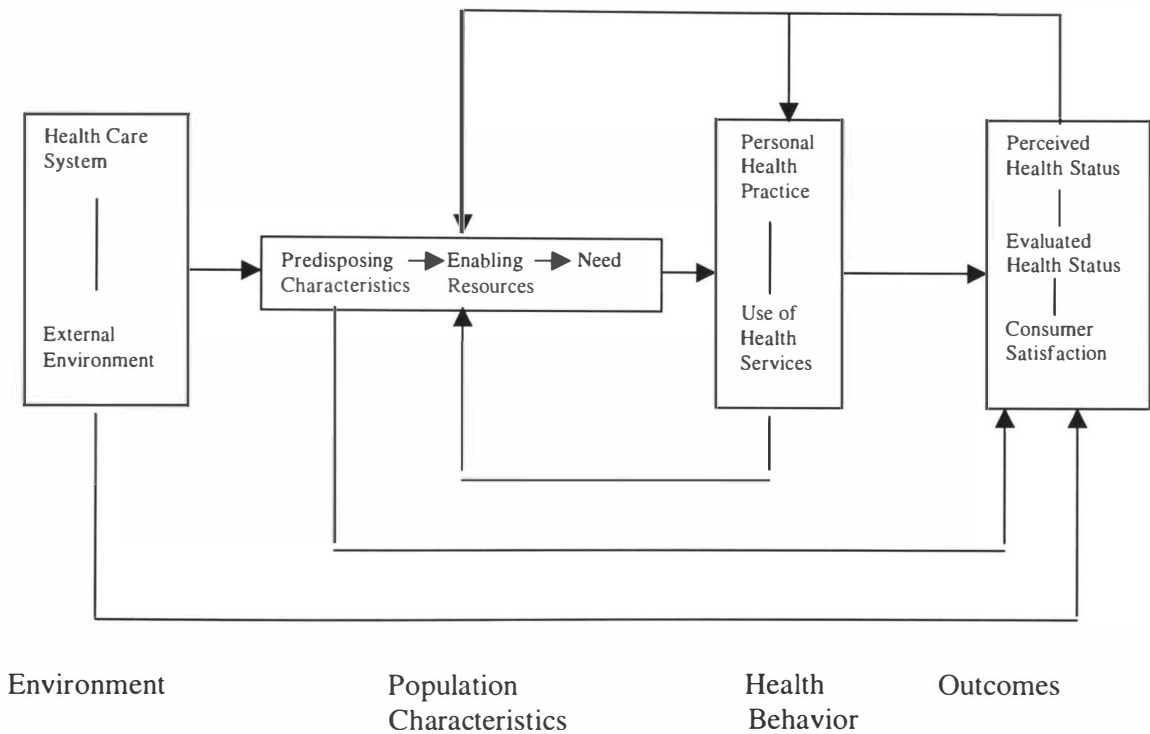 Health Care
System
External
Environment
Predisposing
Characteristics
Enabling
Resources
Need
Personal
Health
Practice
Use of
Health
Services
Perceived
Health Status
Evaluated
Health Status
Consumer
Satisfaction
Environment
Population
Characteristics
Health
Behavior
Outcomes